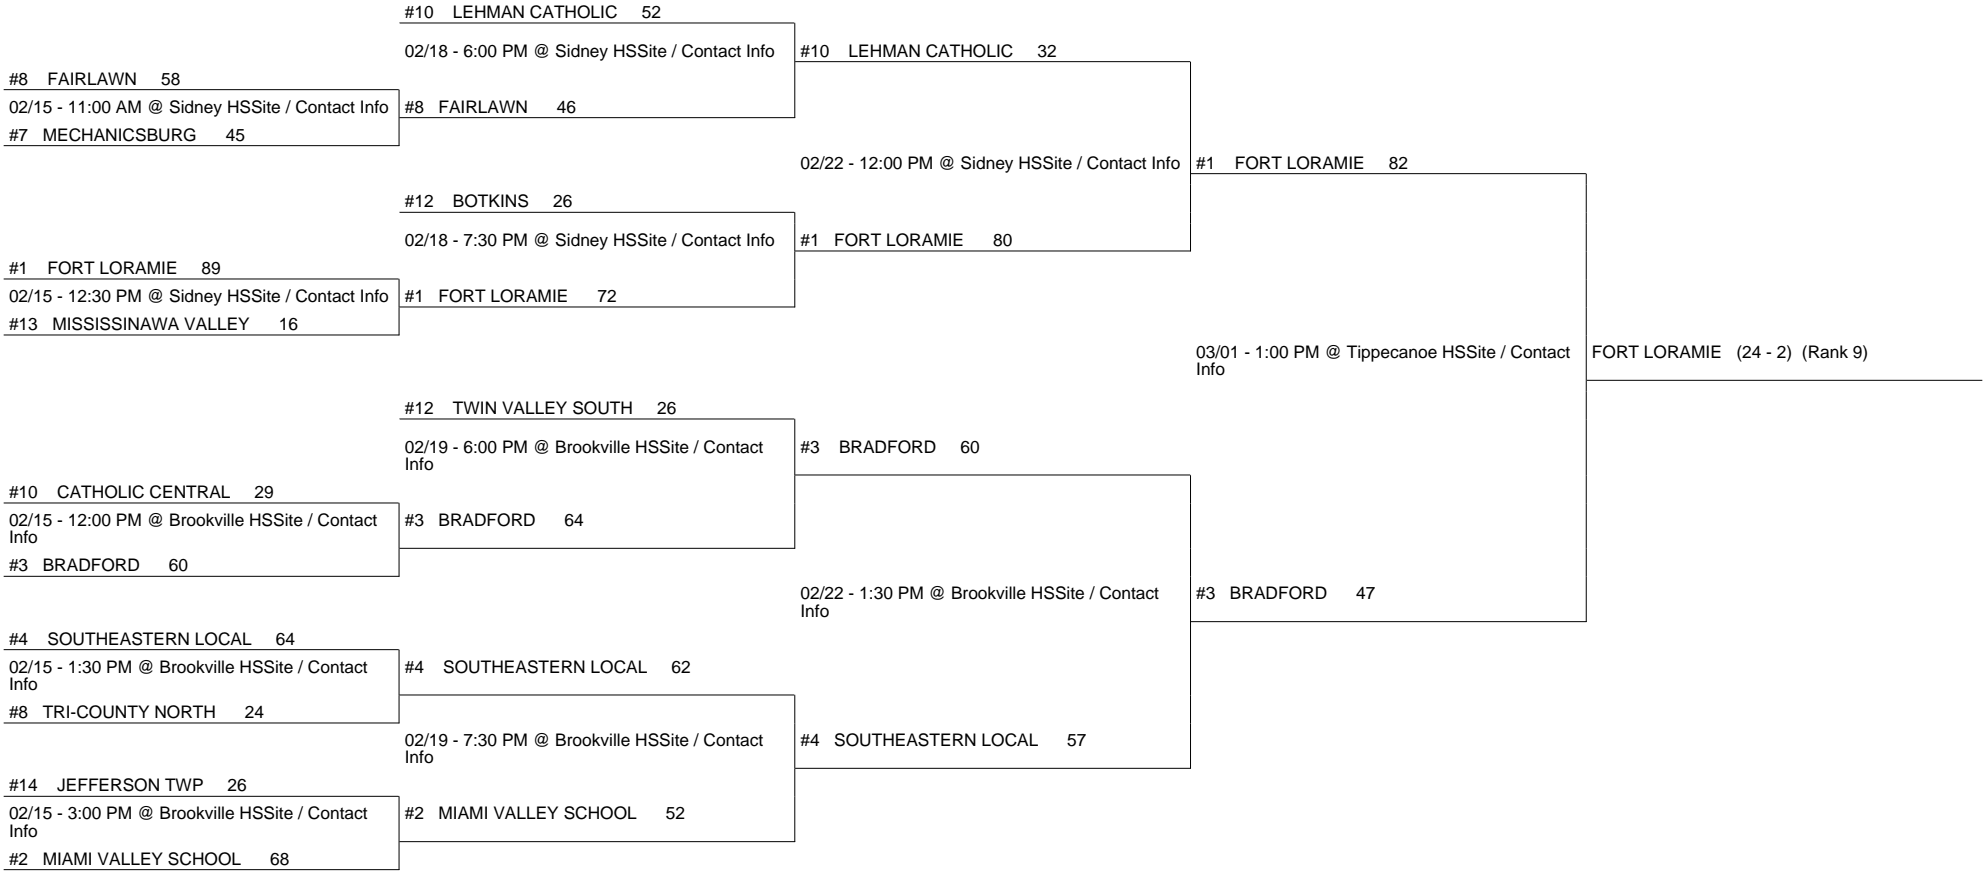 #10 LEHMAN CATHOLIC 52
02/18 - 6:00 PM @ Sidney HSSite / Contact Info
#10 LEHMAN CATHOLIC 32
#8 FAIRLAWN 58
02/15 - 11:00 AM @ Sidney HSSite / Contact Info
#8 FAIRLAWN 46
#7 MECHANICSBURG 45
02/22 - 12:00 PM @ Sidney HSSite / Contact Info
#1 FORT LORAMIE 82
#12 BOTKINS 26
02/18 - 7:30 PM @ Sidney HSSite / Contact Info
#1 FORT LORAMIE 80
#1 FORT LORAMIE 89
02/15 - 12:30 PM @ Sidney HSSite / Contact Info
#1 FORT LORAMIE 72
#13 MISSISSINAWA VALLEY 16
03/01 - 1:00 PM @ Tippecanoe HSSite / Contact
Info
FORT LORAMIE (24 - 2) (Rank 9)
#12 TWIN VALLEY SOUTH 26
02/19 - 6:00 PM @ Brookville HSSite / Contact
Info
#3 BRADFORD 60
#10 CATHOLIC CENTRAL 29
02/15 - 12:00 PM @ Brookville HSSite / Contact
Info
#3 BRADFORD 64
#3 BRADFORD 60
02/22 - 1:30 PM @ Brookville HSSite / Contact
Info
#3 BRADFORD 47
#4 SOUTHEASTERN LOCAL 64
02/15 - 1:30 PM @ Brookville HSSite / Contact
Info
#4 SOUTHEASTERN LOCAL 62
#8 TRI-COUNTY NORTH 24
02/19 - 7:30 PM @ Brookville HSSite / Contact
Info
#4 SOUTHEASTERN LOCAL 57
#14 JEFFERSON TWP 26
02/15 - 3:00 PM @ Brookville HSSite / Contact
Info
#2 MIAMI VALLEY SCHOOL 52
#2 MIAMI VALLEY SCHOOL 68